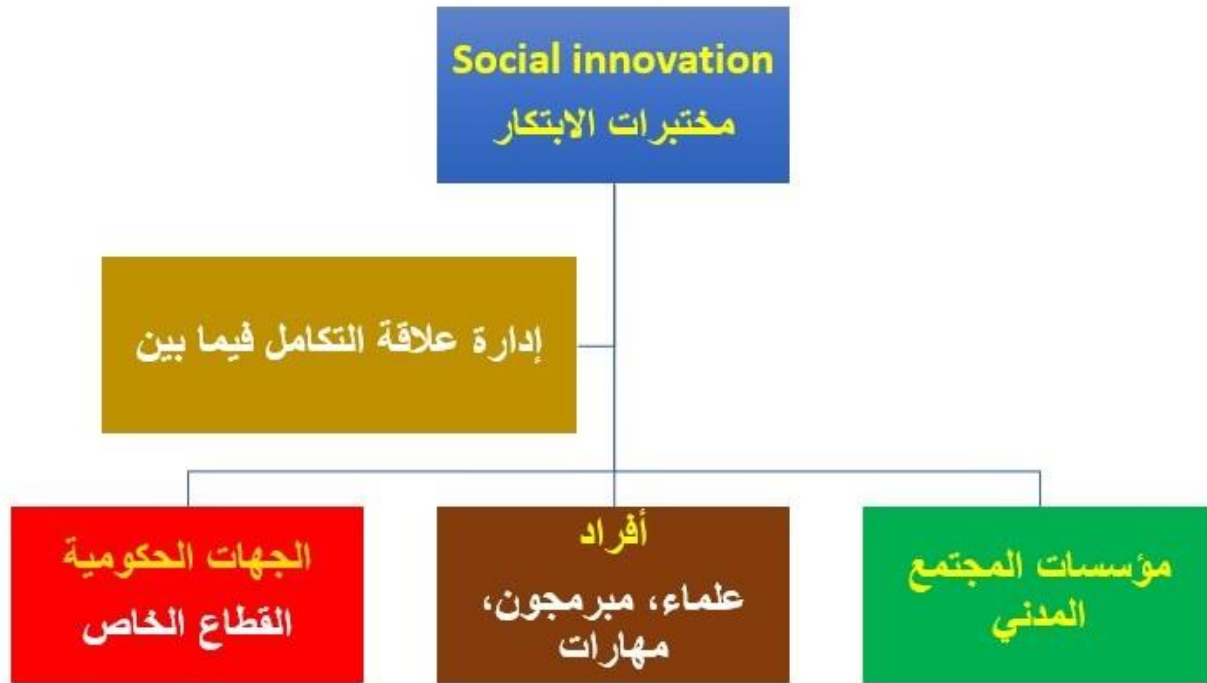 Social innovation
مختبرات الابتكار
إدارة علاقة التكامل فيما بين
مؤسسات المجتمع
المدني
أفراد
علماء، مبرمجون،
مهارات
الجهات الحكومية
القطاع الخاص